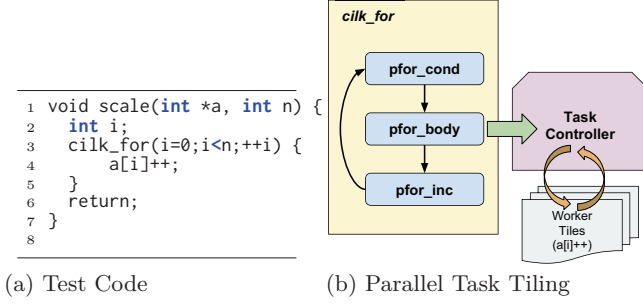 1 void scale(int *a, int n) {
2 int i;
3 cilk_for(i=0;i<n;++i) {
4 a[i]++;
5 }
6 return;
7 }
8
(a) Test Code
cilk_for
pfor_cond
pfor_body
pfor_inc
Task
Controller
Worker
Tiles
(a[i]++)
(b) Parallel Task Tiling